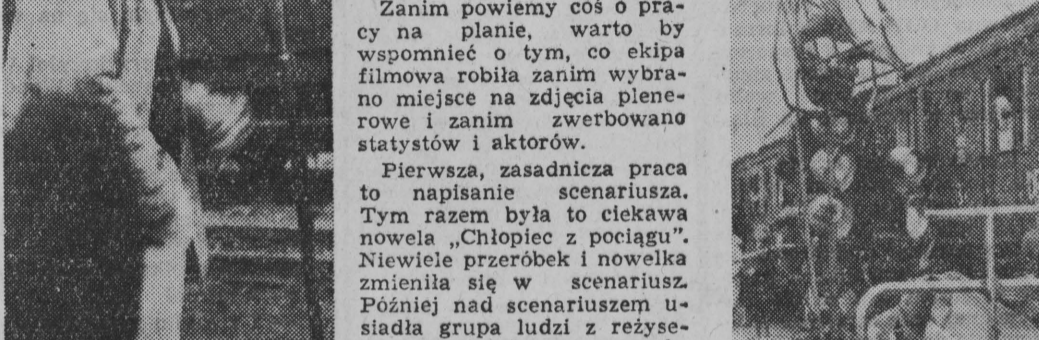 Zanim powiemy coś o pra-
cy na planie, warto by
wspomnieć o tym, co ekipa
filmowa robiła zanim wybra-
no miejsce na zdjęcia plene-
rowe i zanim zwerbowano
statystów i aktorów.
Pierwsza, zasadnicza praca
to napisanie scenariusza.
Tym razem była to ciekawa
nowela „Chłopiec z pociągu".
Niewiele przeróbek i nowelka
zmieniła się w scenariusz.
Później nad scenariuszem u-
siadła grupa ludzi z reżyse-